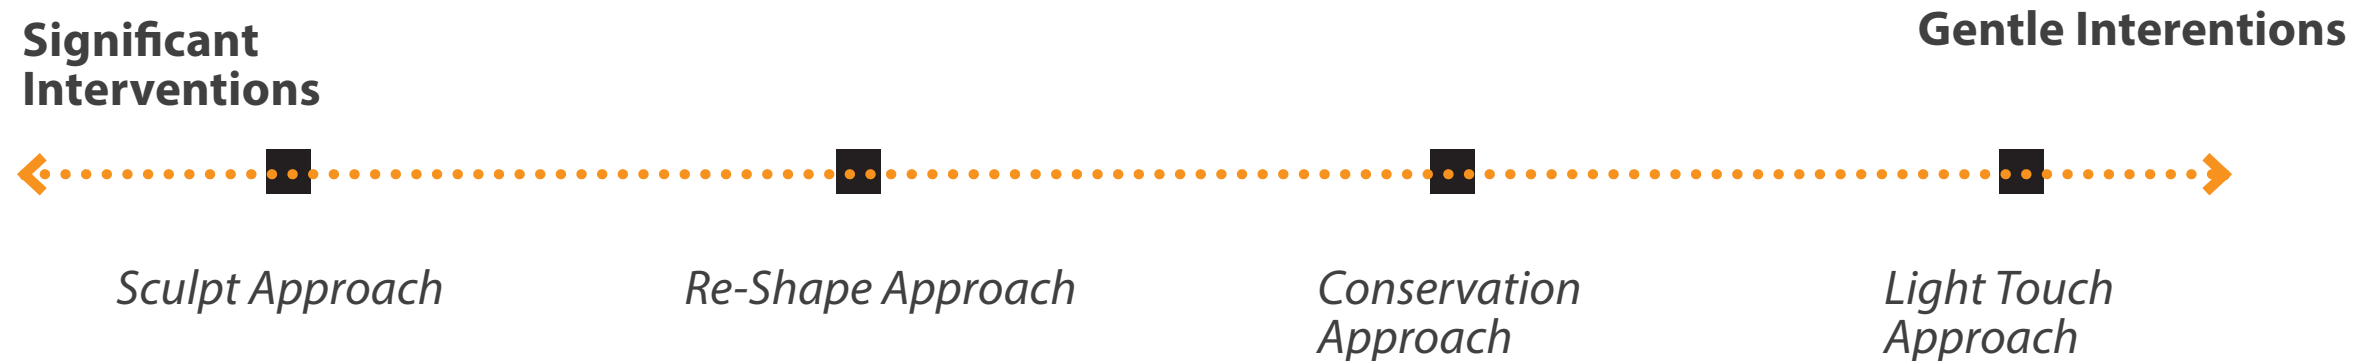 Significant
Interventions
Gentle Interentions
Sculpt Approach
Re-Shape Approach
Conservation
Approach
Light Touch
Approach